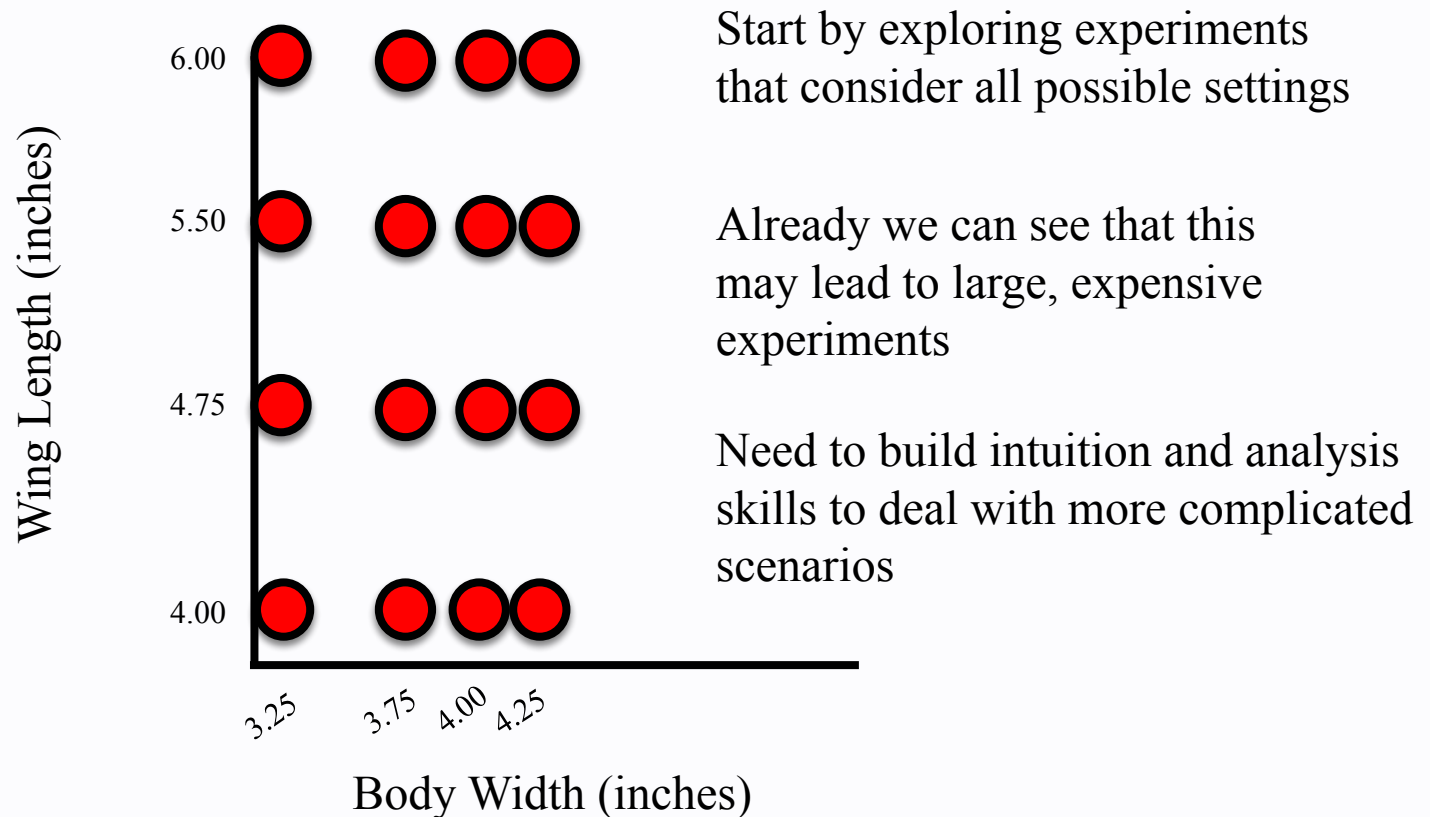 Wing Length (inches)
6.00
5.50
4.75
4.00
3.25
3.75
4.00
4.25
Body Width (inches)
Start by exploring experiments
that consider all possible settings
Already we can see that this
may lead to large, expensive
experiments
Need to build intuition and analysis
skills to deal with more complicated
scenarios